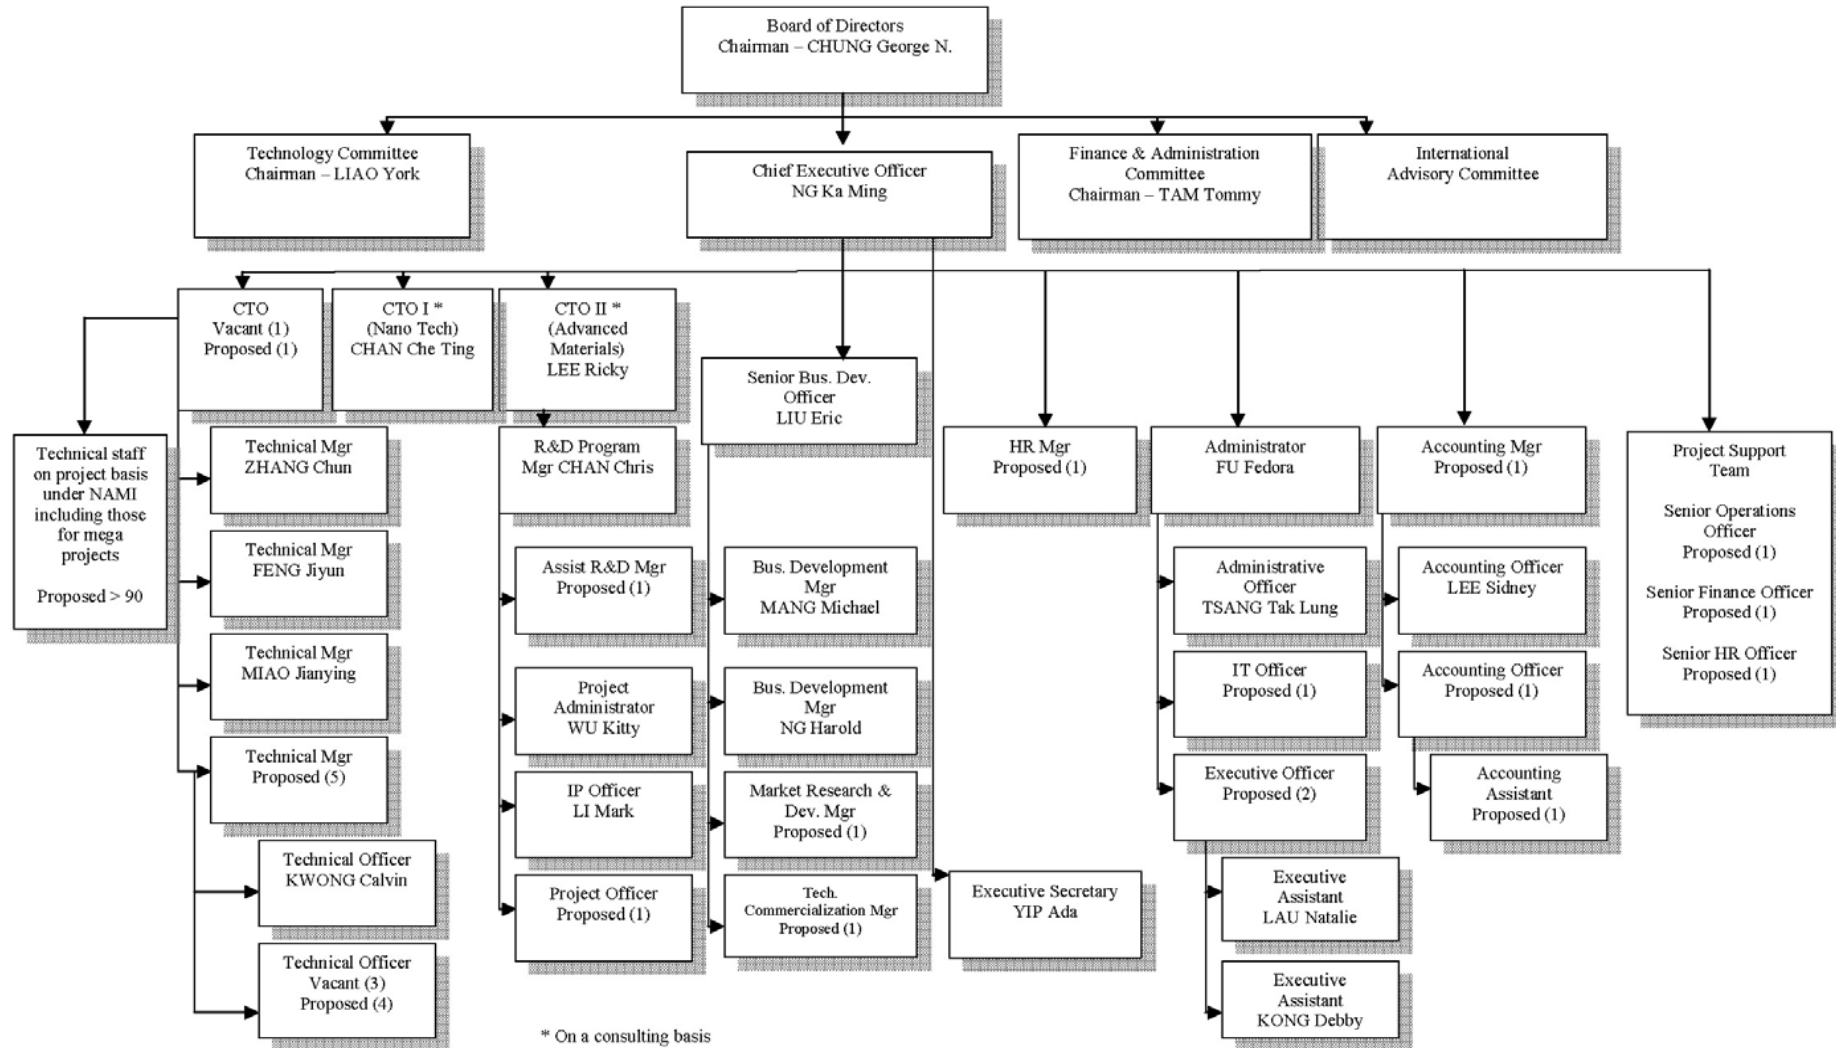 Board of Directors
Chairman – CHUNG George N.
Technology Committee
Chairman – LIAO York
Chief Executive Officer
NG Ka Ming
Finance & Administration
Committee
Chairman – TAM Tommy
International
Advisory Committee
CTO
Vacant (1)
Proposed (1)
CTO I *
(Nano Tech)
CHAN Che Ting
CTO II *
(Advanced
Materials)
LEE Ricky
Senior Bus. Dev.
Officer
LIU Eric
Technical staff
on project basis
under NAMI
including those
for mega
projects
Proposed > 90
Technical Mgr
ZHANG Chun
Technical Mgr
FENG Jiyun
Technical Mgr
MIAO Jianying
Technical Mgr
Proposed (5)
Technical Officer
KWONG Calvin
Technical Officer
Vacant (3)
Proposed (4)
R&D Program
Mgr CHAN Chris
Assist R&D Mgr
Proposed (1)
Project
Administrator
WU Kitty
IP Officer
LI Mark
Project Officer
Proposed (1)
Bus. Development
Mgr
MANG Michael
Bus. Development
Mgr
NG Harold
Market Research &
Dev. Mgr
Proposed (1)
Tech.
Commercialization Mgr
Proposed (1)
Executive Secretary
YIP Ada
HR Mgr
Proposed (1)
Administrator
FU Fedora
Administrative
Officer
TSANG Tak Lung
IT Officer
Proposed (1)
Executive Officer
Proposed (2)
Executive
Assistant
LAU Natalie
Executive
Assistant
KONG Debby
Accounting Mgr
Proposed (1)
Accounting Officer
LEE Sidney
Accounting Officer
Proposed (1)
Accounting
Assistant
Proposed (1)
Project Support
Team
Senior Operations
Officer
Proposed (1)
Senior Finance Officer
Proposed (1)
Senior HR Officer
Proposed (1)
* On a consulting basis